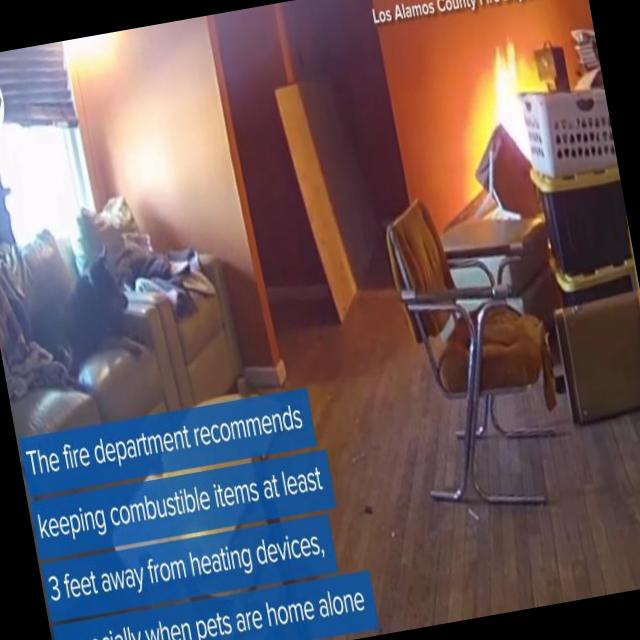 Los Alamos County
The fire department recommends
keeping combustible items at least
3 feet away from heating devices,
when pets are home alone